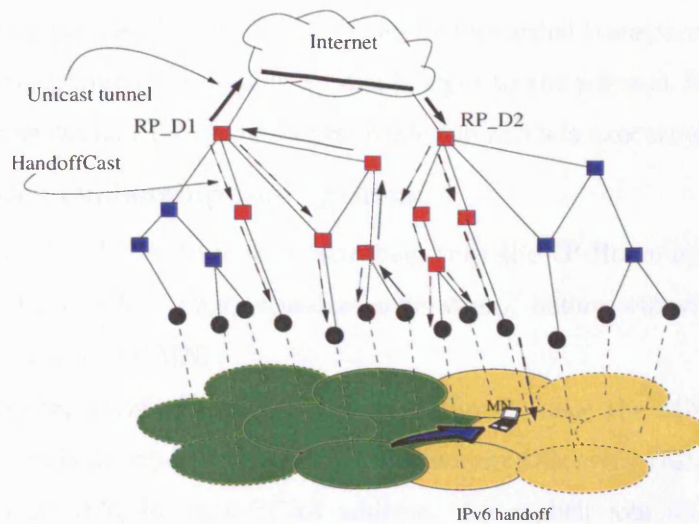 Internet
Unicast tunnel
RP_D1
RP_D2
HandoffCast
MN
IPv6 handoff